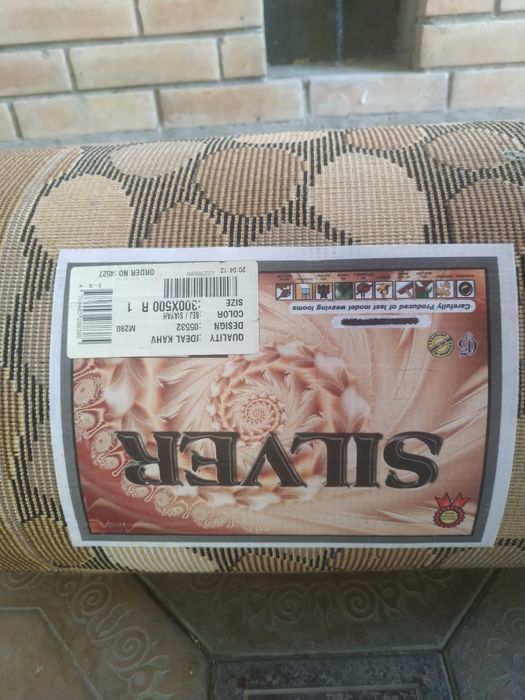 SILVER
QUALITY :IDEAL KAHV
DESIGN :05532 M280
COLOR :BEJ / SIYAH
SIZE :300X500 R 1
20.04.12
ORDER NO :4527
Carefully Produced of last model weaving looms